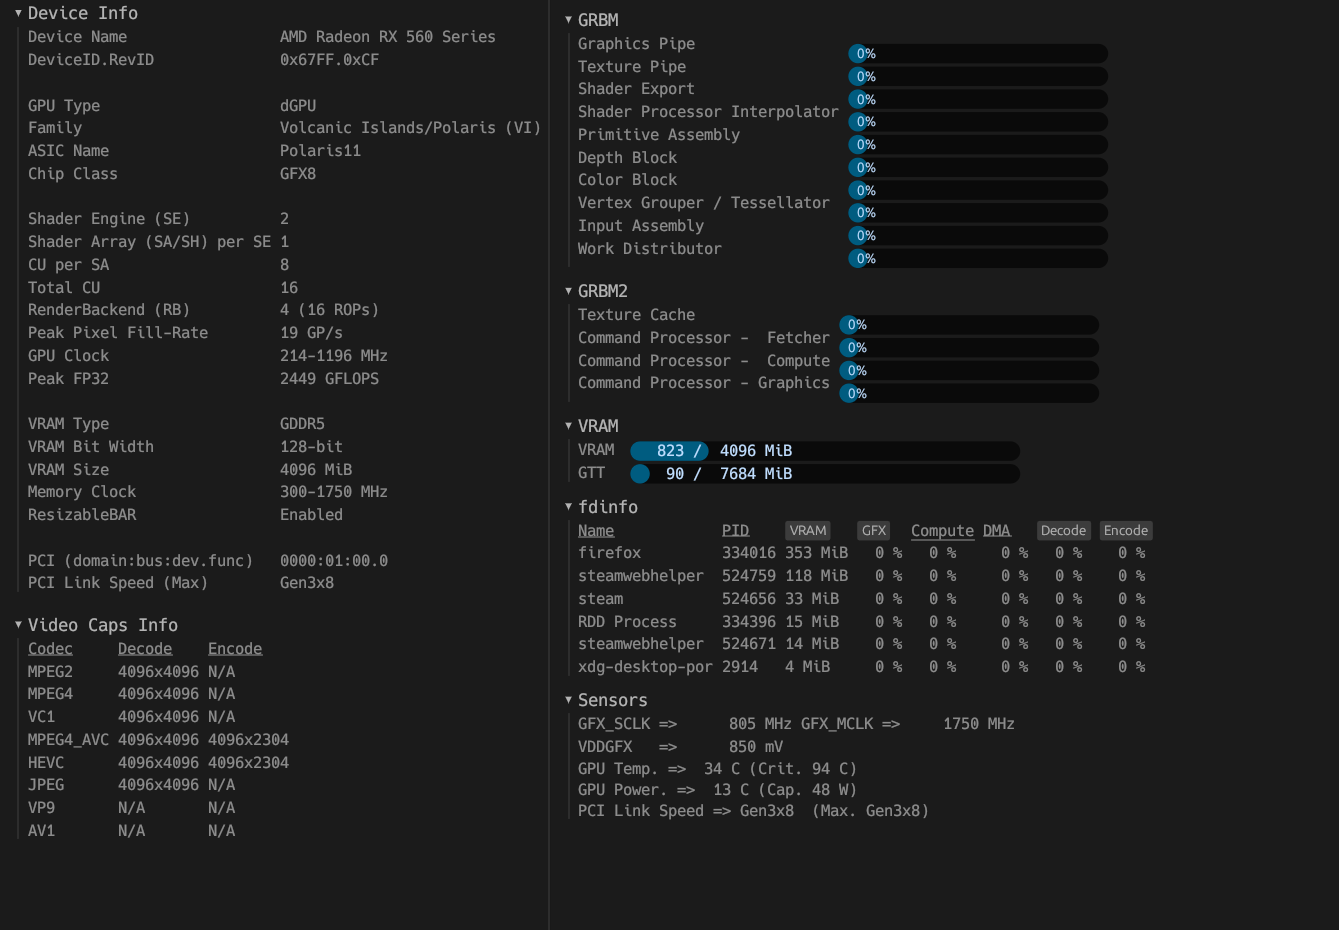 Device Info
Device Name AMD Radeon RX 560 Series
DeviceID.RevID 0x67FF.0xCF
GPU Type dGPU
Family Volcanic Islands/Polaris (VI)
ASIC Name Polaris11
Chip Class GFX8
Shader Engine (SE) 2
Shader Array (SA/SH) per SE 1
CU per SA 8
Total CU 16
RenderBackend (RB) 4 (16 ROPs)
Peak Pixel Fill-Rate 19 GP/s
GPU Clock 214-1196 MHz
Peak FP32 2449 GFLOPS
VRAM Type GDDR5
VRAM Bit Width 128-bit
VRAM Size 4096 MiB
Memory Clock 300-1750 MHz
ResizableBAR Enabled
PCI (domain:bus:dev.func) 0000:01:00.0
PCI Link Speed (Max) Gen3x8
Video Caps Info
Codec Decode Encode
MPEG2 4096x4096 N/A
MPEG4 4096x4096 N/A
VC1 4096x4096 N/A
MPEG4_AVC 4096x4096 4096x2304
HEVC 4096x4096 4096x2304
JPEG 4096x4096 N/A
VP9 N/A N/A
AV1 N/A N/A
GRBM
Graphics Pipe 0%
Texture Pipe 0%
Shader Export 0%
Shader Processor Interpolator 0%
Primitive Assembly 0%
Depth Block 0%
Color Block 0%
Vertex Grouper / Tessellator 0%
Input Assembly 0%
Work Distributor 0%
GRBM2
Texture Cache 0%
Command Processor - Fetcher 0%
Command Processor - Compute 0%
Command Processor - Graphics 0%
VRAM
VRAM 823 / 4096 MiB
GTT 90 / 7684 MiB
fdinfo
Name PID VRAM GFX Compute DMA Decode Encode
firefox 334016 353 MiB 0 % 0 % 0 % 0 % 0 %
steamwebhelper 524759 118 MiB 0 % 0 % 0 % 0 % 0 %
steam 524656 33 MiB 0 % 0 % 0 % 0 % 0 %
RDD Process 334396 15 MiB 0 % 0 % 0 % 0 % 0 %
steamwebhelper 524671 14 MiB 0 % 0 % 0 % 0 % 0 %
xdg-desktop-por 2914 4 MiB 0 % 0 % 0 % 0 % 0 %
Sensors
GFX_SCLK => 805 MHz GFX_MCLK => 1750 MHz
VDDGFX => 850 mV
GPU Temp. => 34 C (Crit. 94 C)
GPU Power. => 13 C (Cap. 48 W)
PCI Link Speed => Gen3x8 (Max. Gen3x8)